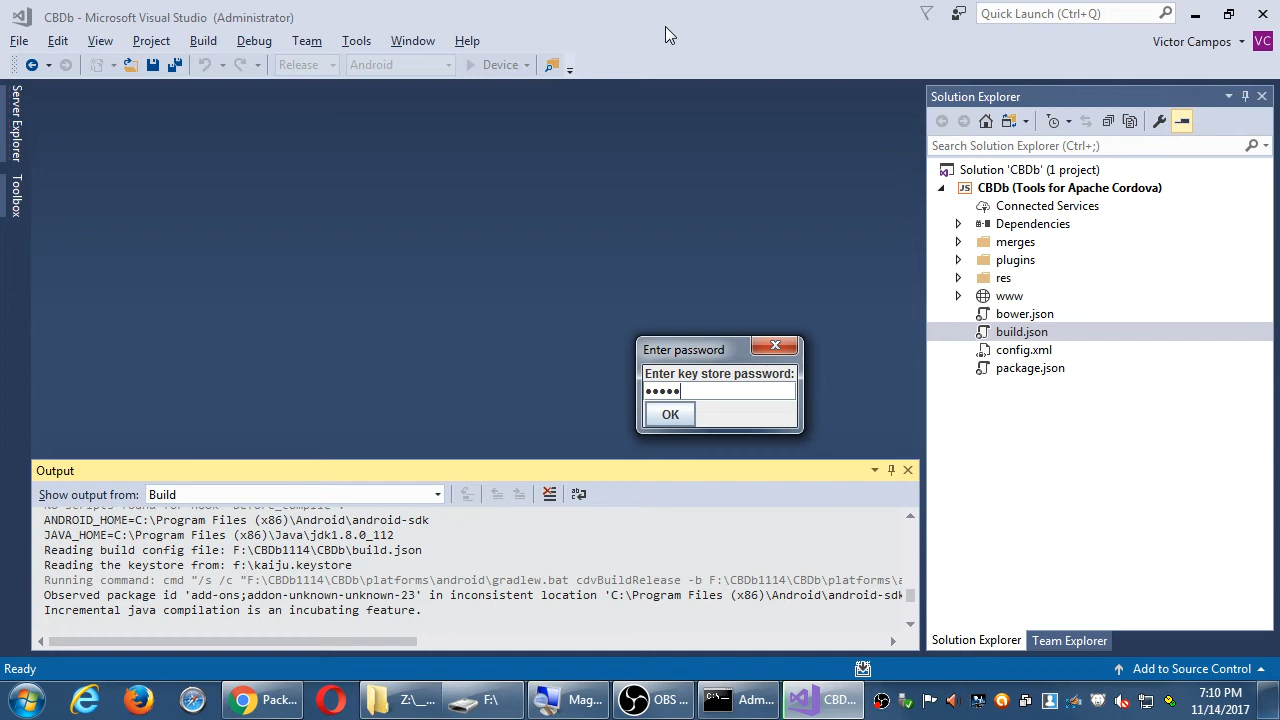 CBDb - Microsoft Visual Studio (Administrator)
Quick Launch (Ctrl+Q)
File Edit View Project Build Debug Team Tools Window Help
Victor Campos VC
Release Android Device
Server Explorer
Toolbox
Solution Explorer
Search Solution Explorer (Ctrl+;)
Solution 'CBDb' (1 project)
JS CBDb (Tools for Apache Cordova)
Connected Services
Dependencies
merges
plugins
res
www
bower.json
build.json
config.xml
package.json
Enter password
Enter key store password:
•••••
OK
Output
Show output from: Build
No scripts found for hook "before_compile".
ANDROID_HOME=C:\Program Files (x86)\Android\android-sdk
JAVA_HOME=C:\Program Files (x86)\Java\jdk1.8.0_112
Reading build config file: F:\CBDb1114\CBDb\build.json
Reading the keystore from: f:\kaiju.keystore
Running command: cmd "/s /c "F:\CBDb1114\CBDb\platforms\android\gradlew.bat cdvBuildRelease -b F:\CBDb1114\CBDb\platforms\a
Observed package id 'add-ons;addon-unknown-unknown-23' in inconsistent location 'C:\Program Files (x86)\Android\android-sdk
Incremental java compilation is an incubating feature.
Solution Explorer Team Explorer
Ready
Add to Source Control
Pack... Z:\_... F:\ Mag... OBS ... Adm... CBD...
7:10 PM
11/14/2017